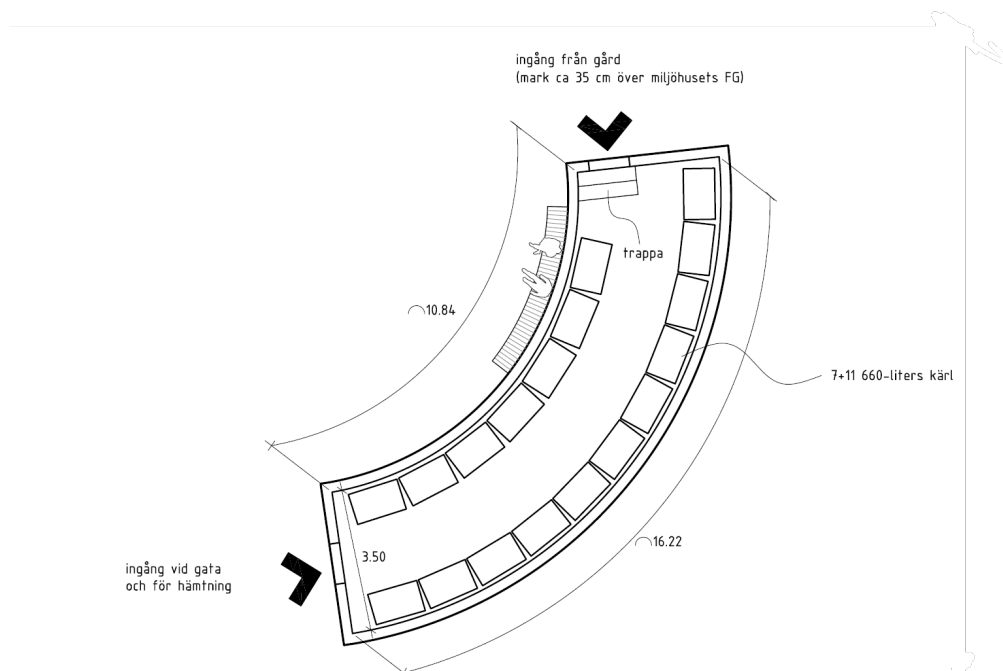 ingång från gård
(mark ca 35 cm över miljöhusets FG)
trappa
10.84
7+11 660-liters kärl
16.22
3.50
ingång vid gata
och för hämtning